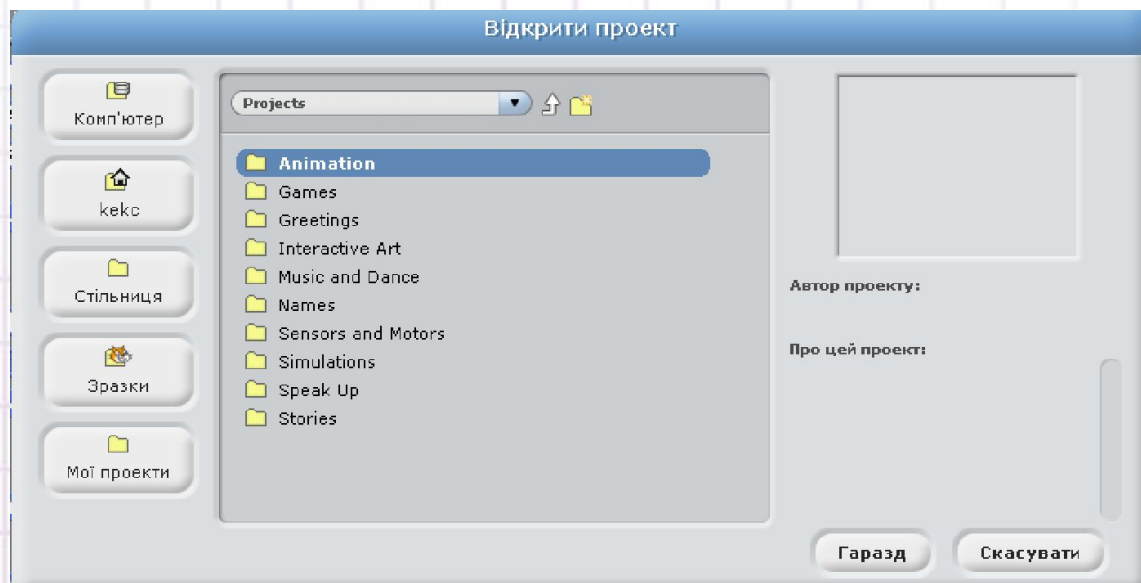 Відкрити проект
Комп'ютер
kekc
Стільниця
Зразки
Мої проекти
Projects
Animation
Games
Greetings
Interactive Art
Music and Dance
Names
Sensors and Motors
Simulations
Speak Up
Stories
Автор проекту:
Про цей проект:
Гаразд
Скасувати